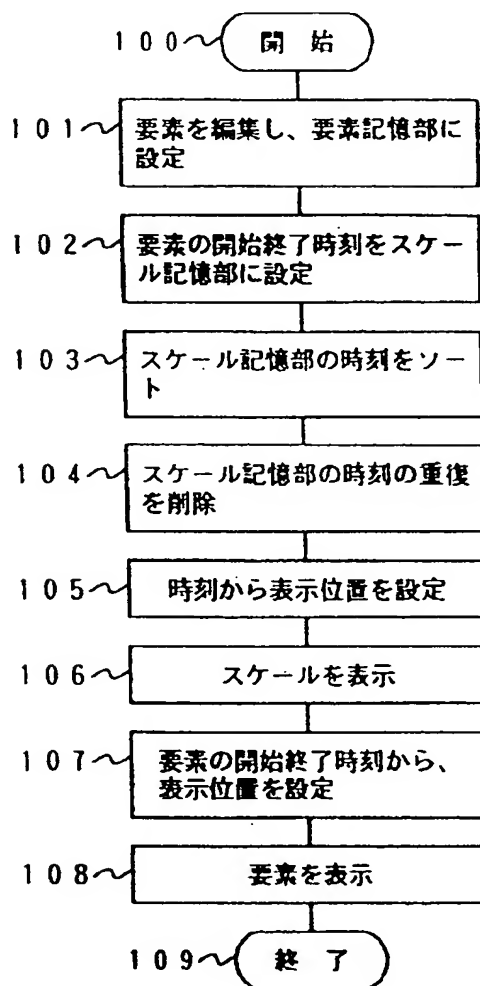 100 開始
101 要素を編集し、要素記憶部に
設定
102 要素の開始終了時刻をスケー
ル記憶部に設定
103 スケール記憶部の時刻をソー
ト
104 スケール記憶部の時刻の重復
を削除
105 時刻から表示位置を設定
106 スケールを表示
107 要素の開始終了時刻から、
表示位置を設定
108 要素を表示
109 終了